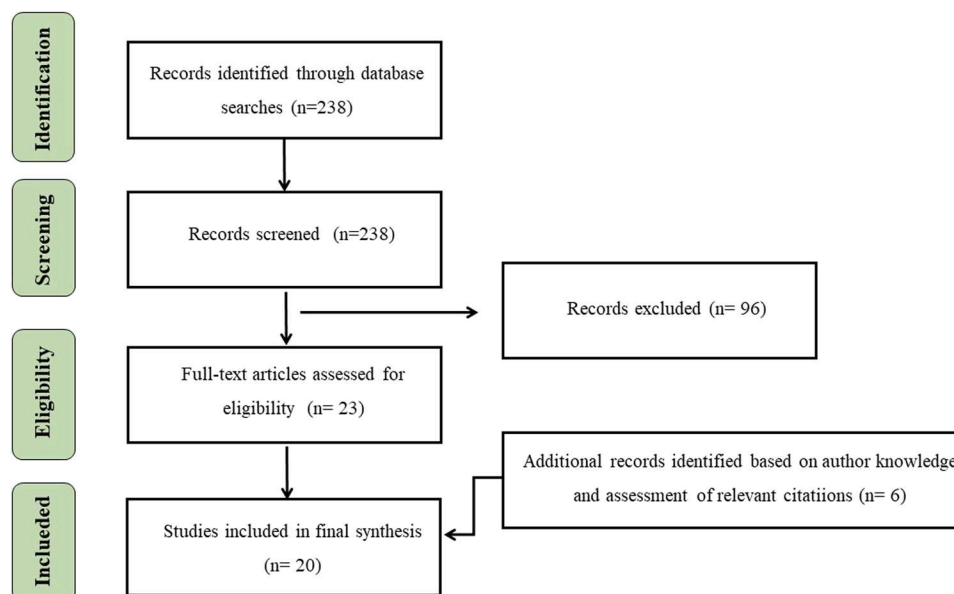 Identification
Records identified through database
searches (n=238)
Screening
Records screened (n=238)
Records excluded (n= 96)
Eligibility
Full-text articles assessed for
eligibility (n= 23)
Additional records identified based on author knowledge
and assessment of relevant citatiions (n= 6)
Inclueded
Studies included in final synthesis
(n= 20)